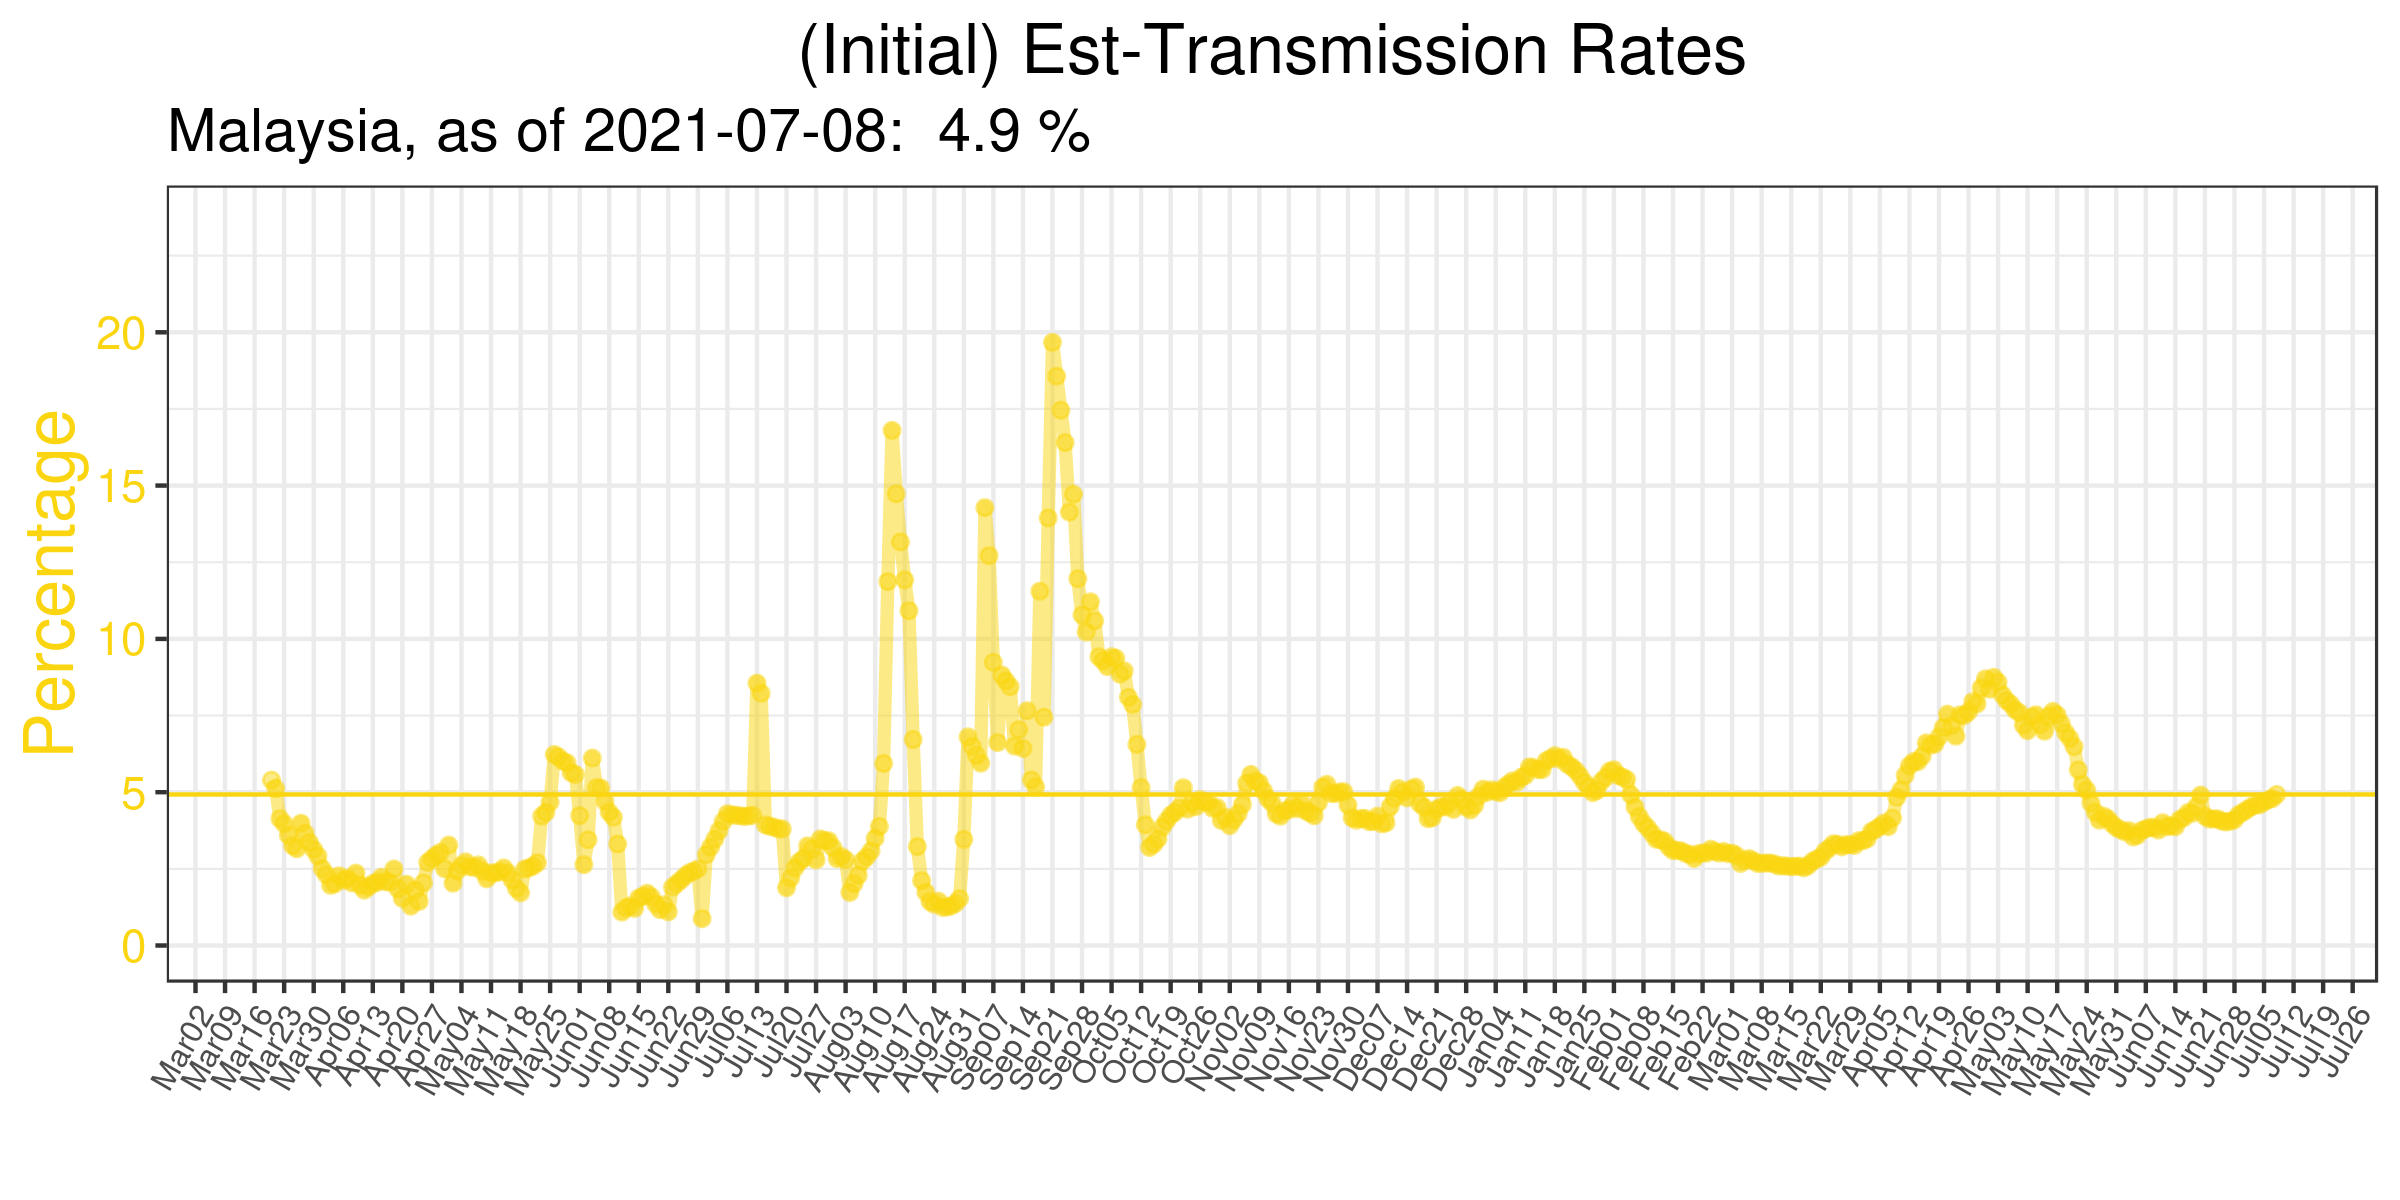 (Initial) Est-Transmission Rates
Malaysia, as of 2021-07-08: 4.9 %
Percentage
20
15
10
5
0
Mar02
Mar09
Mar16
Mar23
Mar30
Apr06
Apr13
Apr20
Apr27
May04
May11
May18
May25
Jun01
Jun08
Jun15
Jun22
Jun29
Jul06
Jul13
Jul20
Jul27
Aug03
Aug10
Aug17
Aug24
Aug31
Sep07
Sep14
Sep21
Sep28
Oct05
Oct12
Oct19
Oct26
Nov02
Nov09
Nov16
Nov23
Nov30
Dec07
Dec14
Dec21
Dec28
Jan04
Jan11
Jan18
Jan25
Feb01
Feb08
Feb15
Feb22
Mar01
Mar08
Mar15
Mar22
Mar29
Apr05
Apr12
Apr19
Apr26
May03
May10
May17
May24
May31
Jun07
Jun14
Jun21
Jun28
Jul05
Jul12
Jul19
Jul26